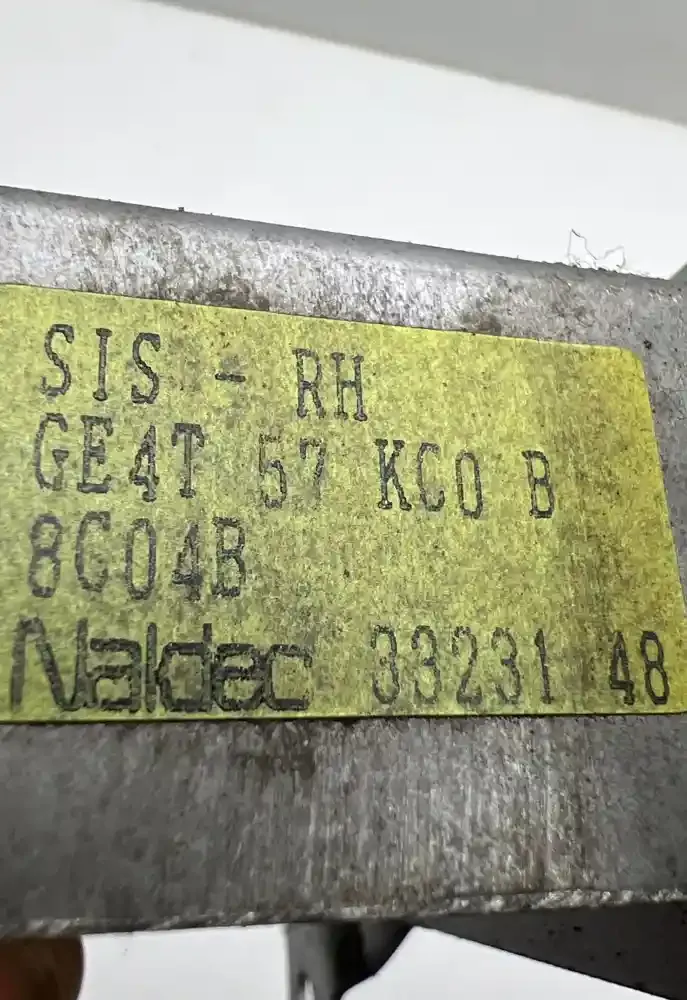 SIS - RH
GE4T 57 KC0 B
8C04B
Naldec 33231 48